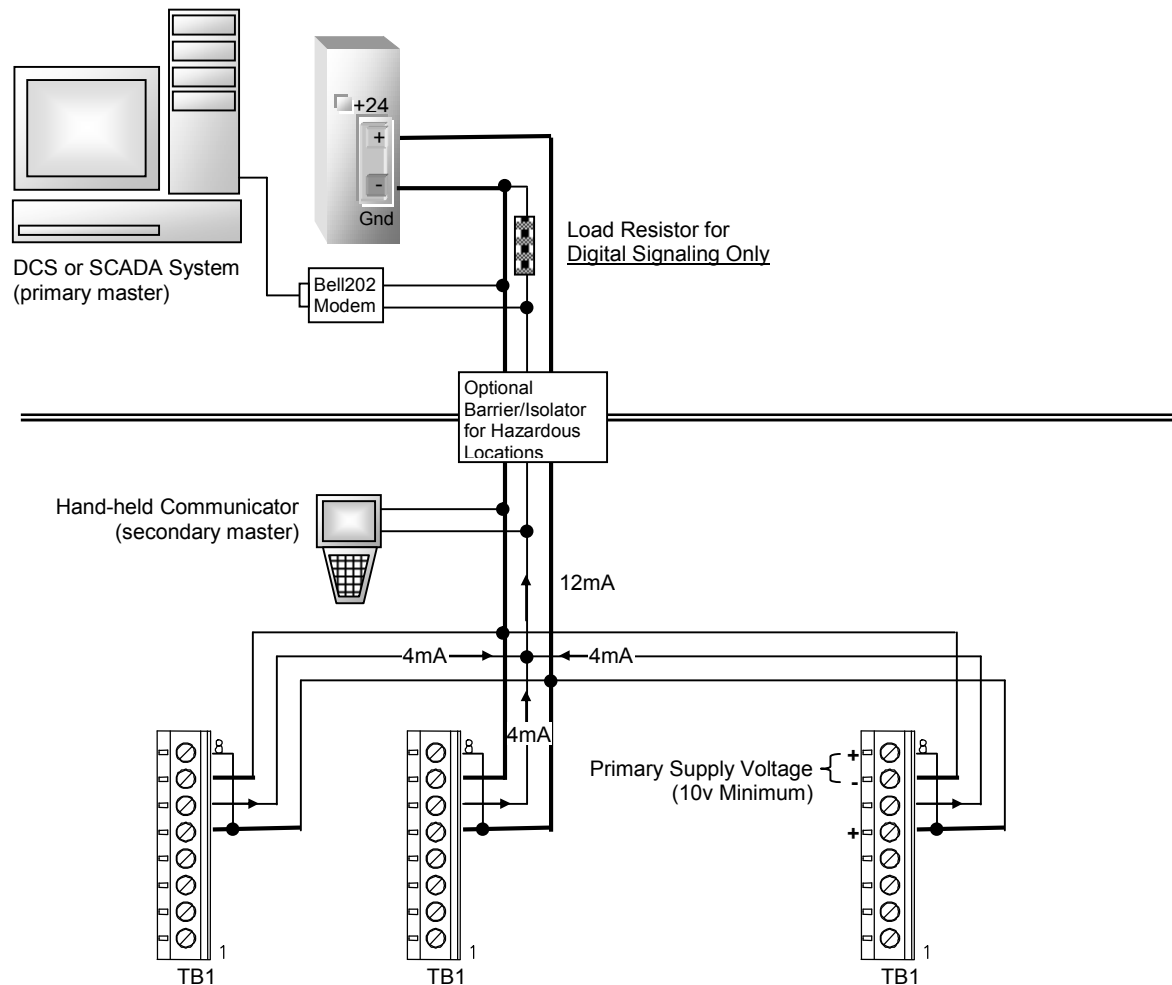 +24
+
-
Gnd
DCS or SCADA System
(primary master)
Bell202
Modem
Load Resistor for
Digital Signaling Only
Optional
Barrier/Isolator
for Hazardous
Locations
Hand-held Communicator
(secondary master)
12mA
4mA
4mA
4mA
8
8
8
Primary Supply Voltage
(10v Minimum)
+
-
+
1
1
1
TB1
TB1
TB1